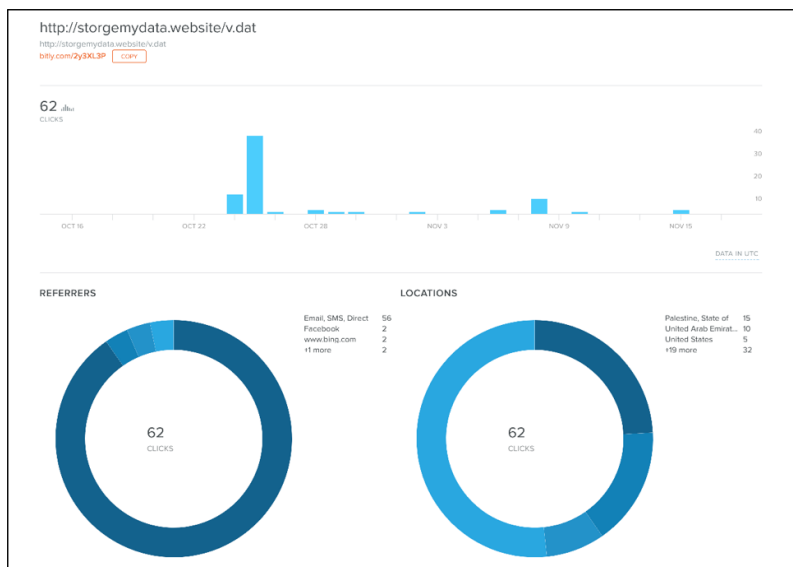 http://storgemydata.website/v.dat
http://storgemydata.website/v.dat
bitly.com/2y3XL3P COPY
62
CLICKS
40
30
20
10
OCT 16 OCT 22 OCT 28 NOV 3 NOV 9 NOV 15
DATA IN UTC
REFERRERS
Email, SMS, Direct 56
Facebook 2
www.bing.com 2
+1 more 2
62
CLICKS
LOCATIONS
Palestine, State of 15
United Arab Emirat... 10
United States 5
+19 more 32
62
CLICKS